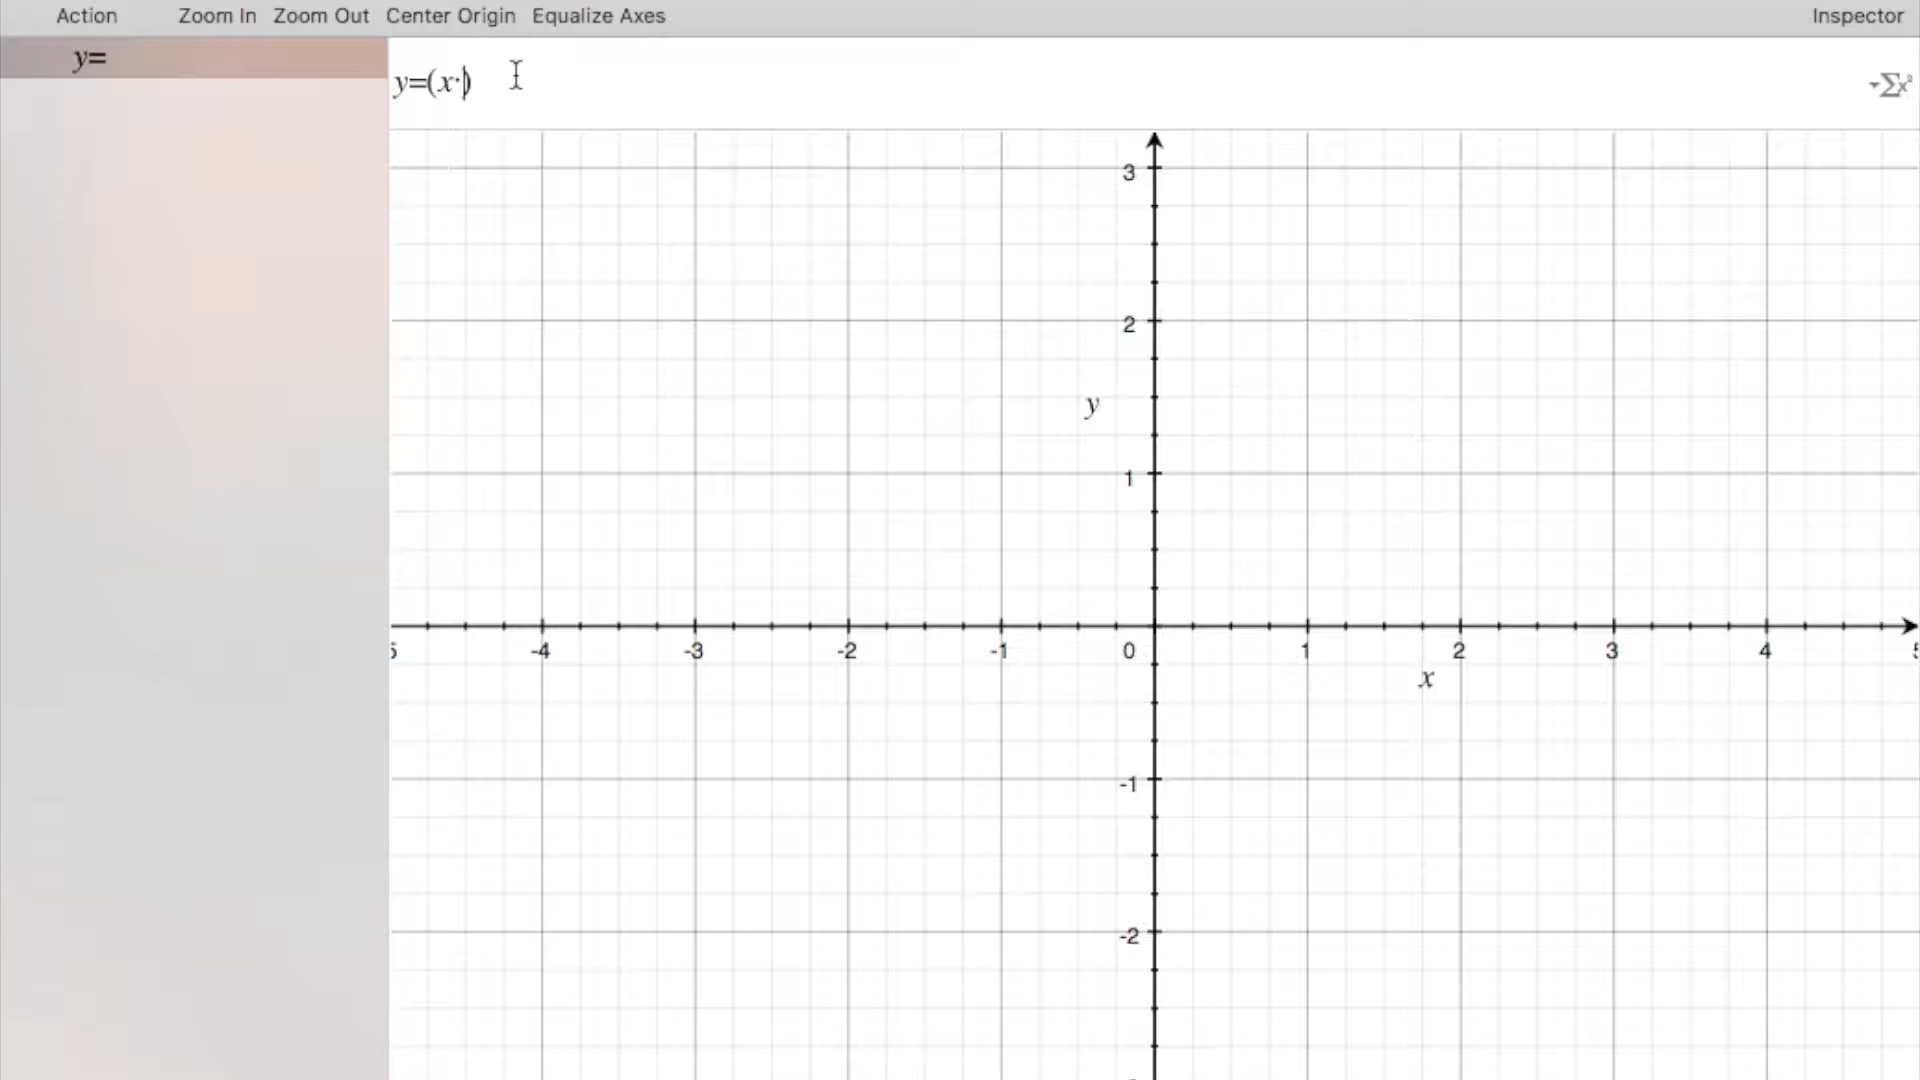 Action Zoom In Zoom Out Center Origin Equalize Axes Inspector
y=
y=(x·)
Σx²
3
2
y
1
-4 -3 -2 -1 0 1 2 3 4
x
-1
-2